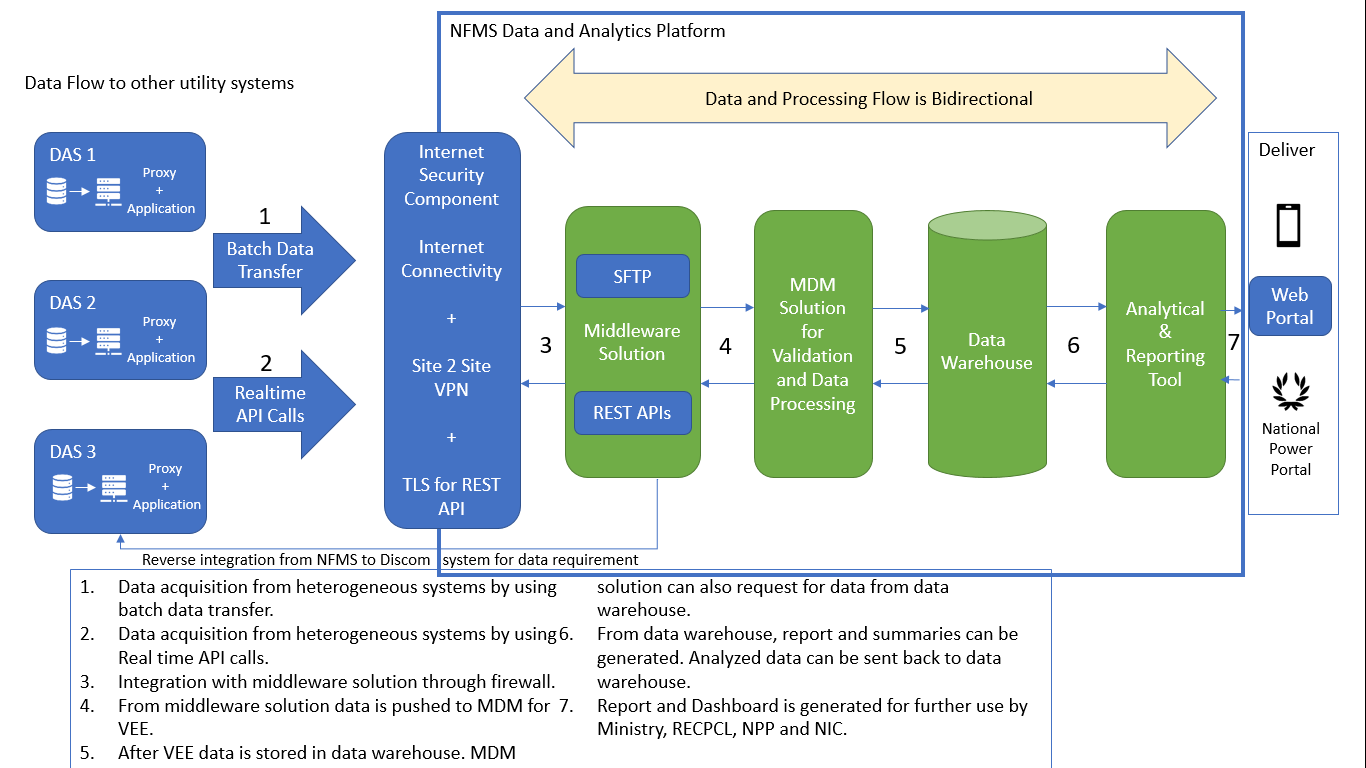 NFMS Data and Analytics Platform
Data Flow to other utility systems
Data and Processing Flow is Bidirectional
DAS 1
Proxy
+
Application
DAS 2
Proxy
+
Application
DAS 3
Proxy
+
Application
1
Batch Data
Transfer
2
Realtime
API Calls
Internet
Security
Component
Internet
Connectivity
+
Site 2 Site
VPN
+
TLS for REST
API
3
SFTP
Middleware
Solution
REST APIs
4
MDM
Solution
for
Validation
and Data
Processing
5
Data
Warehouse
6
Analytical
&
Reporting
Tool
7
Deliver
Web
Portal
National
Power
Portal
Reverse integration from NFMS to Discom system for data requirement
1. Data acquisition from heterogeneous systems by using
batch data transfer.
2. Data acquisition from heterogeneous systems by using
Real time API calls.
3. Integration with middleware solution through firewall.
4. From middleware solution data is pushed to MDM for
VEE.
5. After VEE data is stored in data warehouse. MDM
solution can also request for data from data
warehouse.
6. From data warehouse, report and summaries can be
generated. Analyzed data can be sent back to data
warehouse.
7. Report and Dashboard is generated for further use by
Ministry, RECPCL, NPP and NIC.